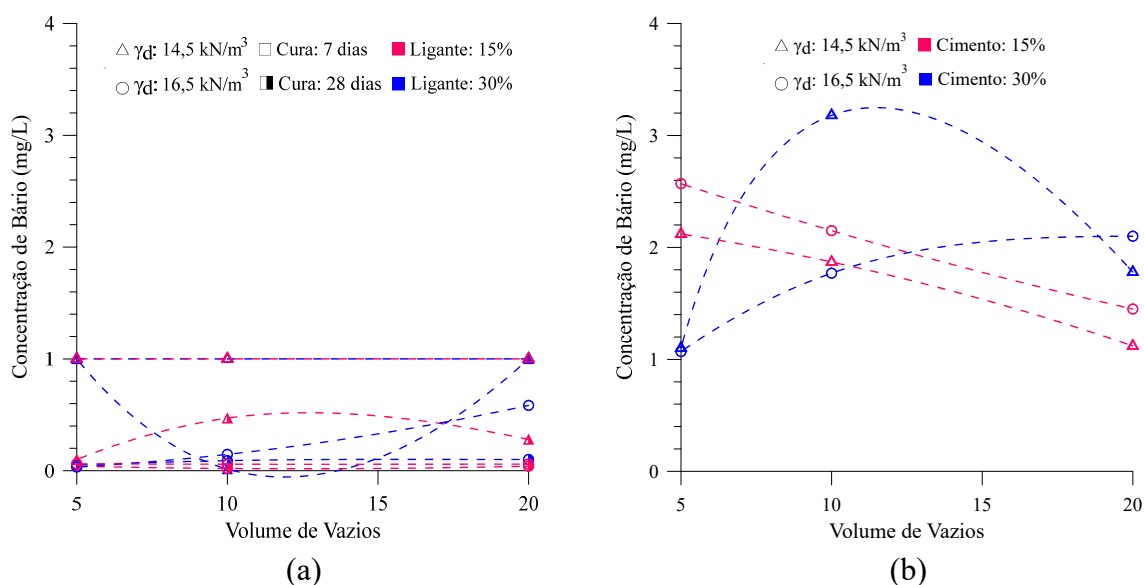 4
3
2
1
0
Concentração de Bário (mg/L)
γd: 14,5 kN/m³ Cura: 7 dias Ligante: 15%
γd: 16,5 kN/m³ Cura: 28 dias Ligante: 30%
5 10 15 20
Volume de Vazios
(a)
4
3
2
1
0
Concentração de Bário (mg/L)
γd: 14,5 kN/m³ Cimento: 15%
γd: 16,5 kN/m³ Cimento: 30%
5 10 15 20
Volume de Vazios
(b)